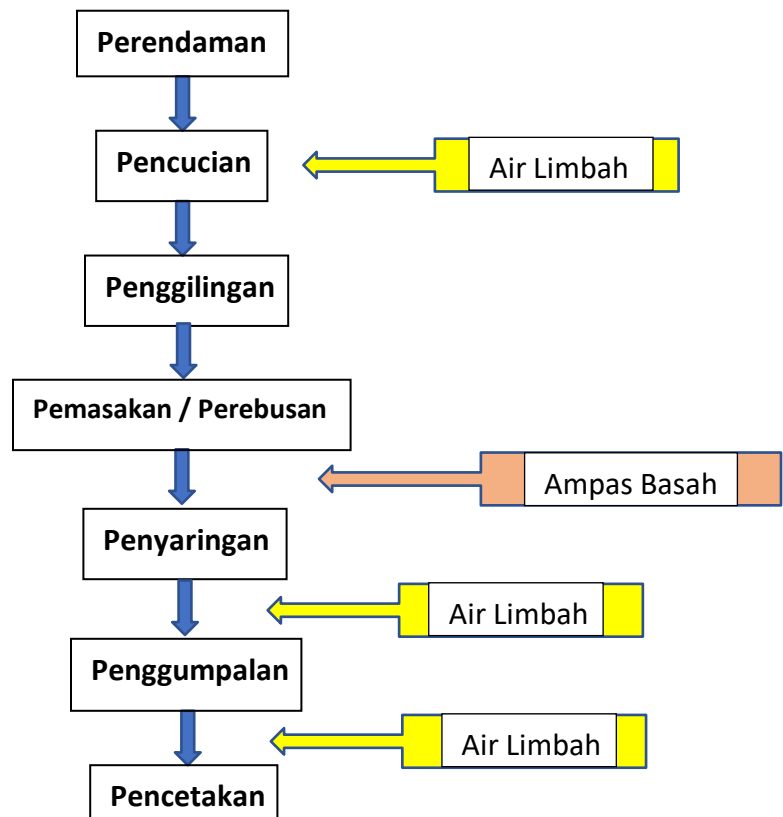 Perendaman
Pencucian
Air Limbah
Penggilingan
Pemasakan / Perebusan
Ampas Basah
Penyaringan
Air Limbah
Penggumpalan
Air Limbah
Pencetakan